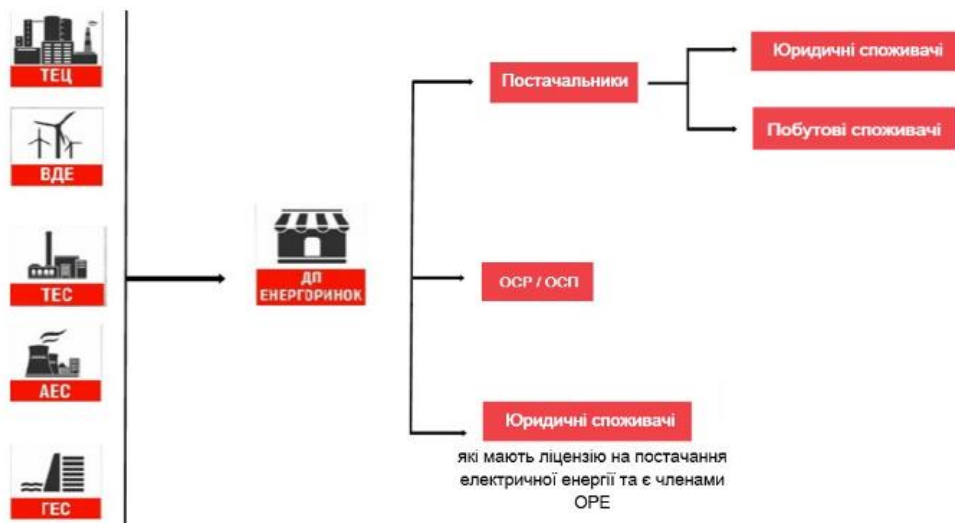 ТЕЦ
ВДЕ
ТЕС
АЕС
ГЕС
ДП
ЕНЕРГОРИНОК
Постачальники
Юридичні споживачі
Побутові споживачі
ОСР / ОСП
Юридичні споживачі
які мають ліцензію на постачання
електричної енергії та є членами
ОРЕ